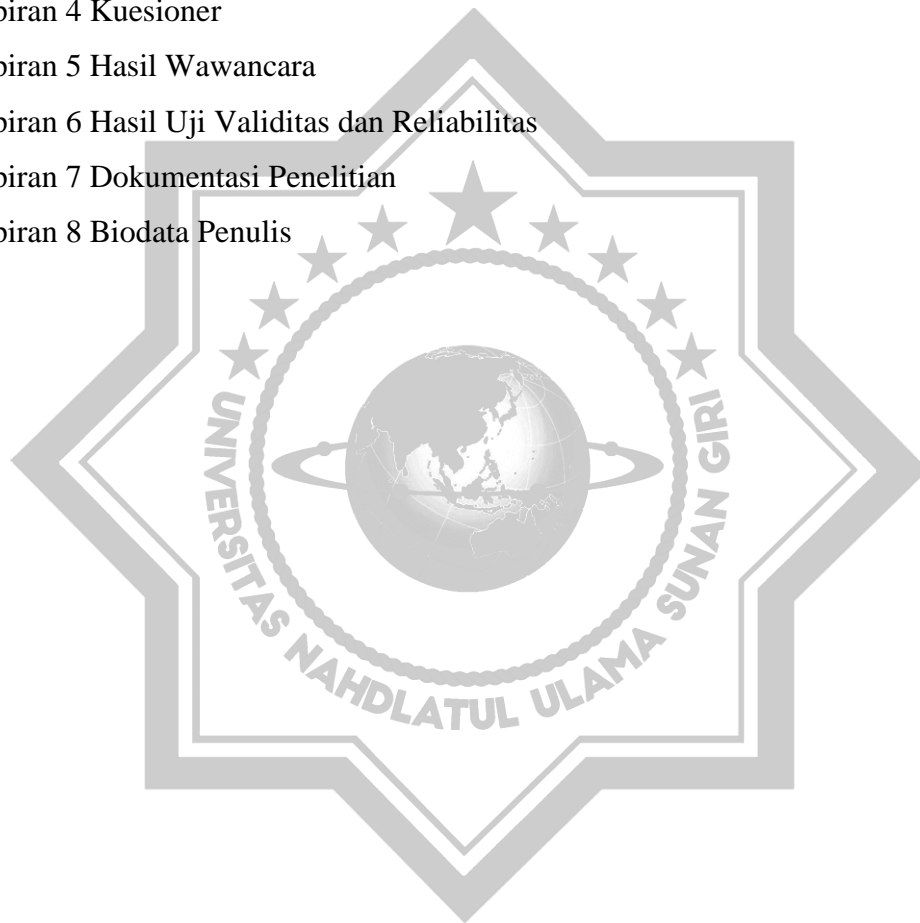 piran 4 Kuesioner
piran 5 Hasil Wawancara
piran 6 Hasil Uji Validitas dan Reliabilitas
piran 7 Dokumentasi Penelitian
piran 8 Biodata Penulis
UNIVERSITAS NAHDLATUL ULAMA SUNAN GIRI